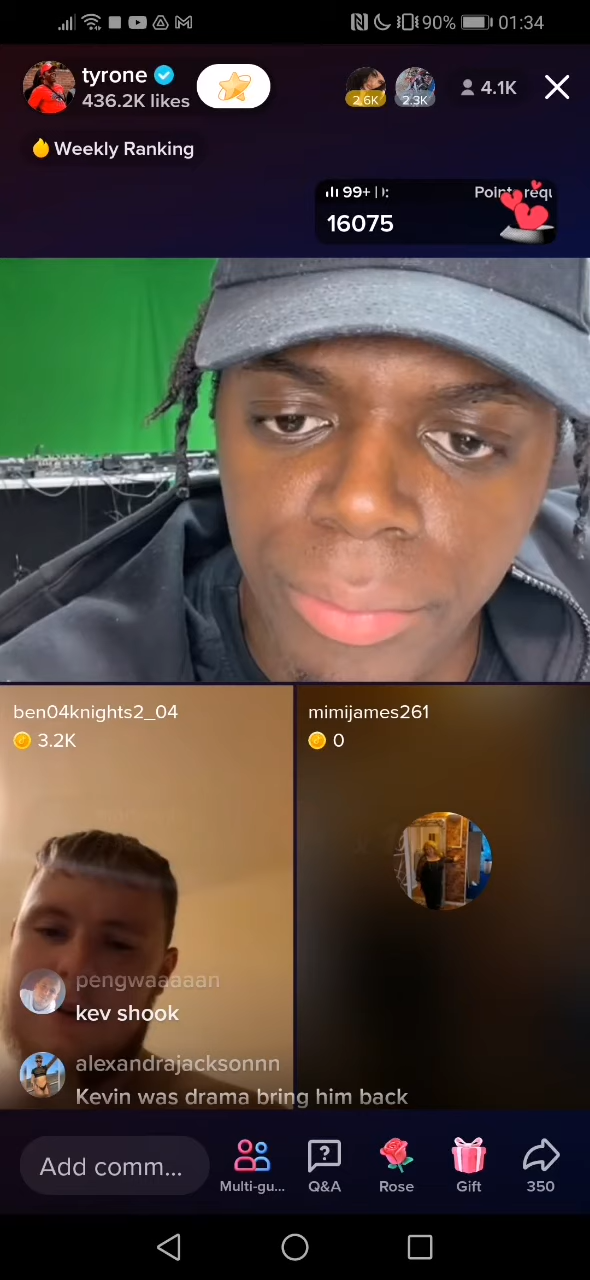 90% 01:34
tyrone
436.2K likes
2.6K 2.3K 4.1K
Weekly Ranking
99+
16075
ben04knights2_04
3.2K
mimijames261
0
pengwaaaaan
kev shook
alexandrajacksonnn
Kevin was drama bring him back
Add comm...
Multi-gu...
Q&A
Rose
Gift
350